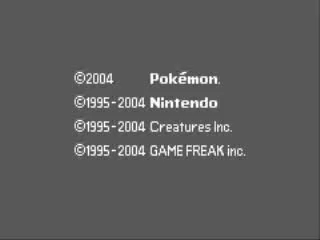 ©2004 Pokémon.
©1995-2004 Nintendo
©1995-2004 Creatures Inc.
©1995-2004 GAME FREAK inc.